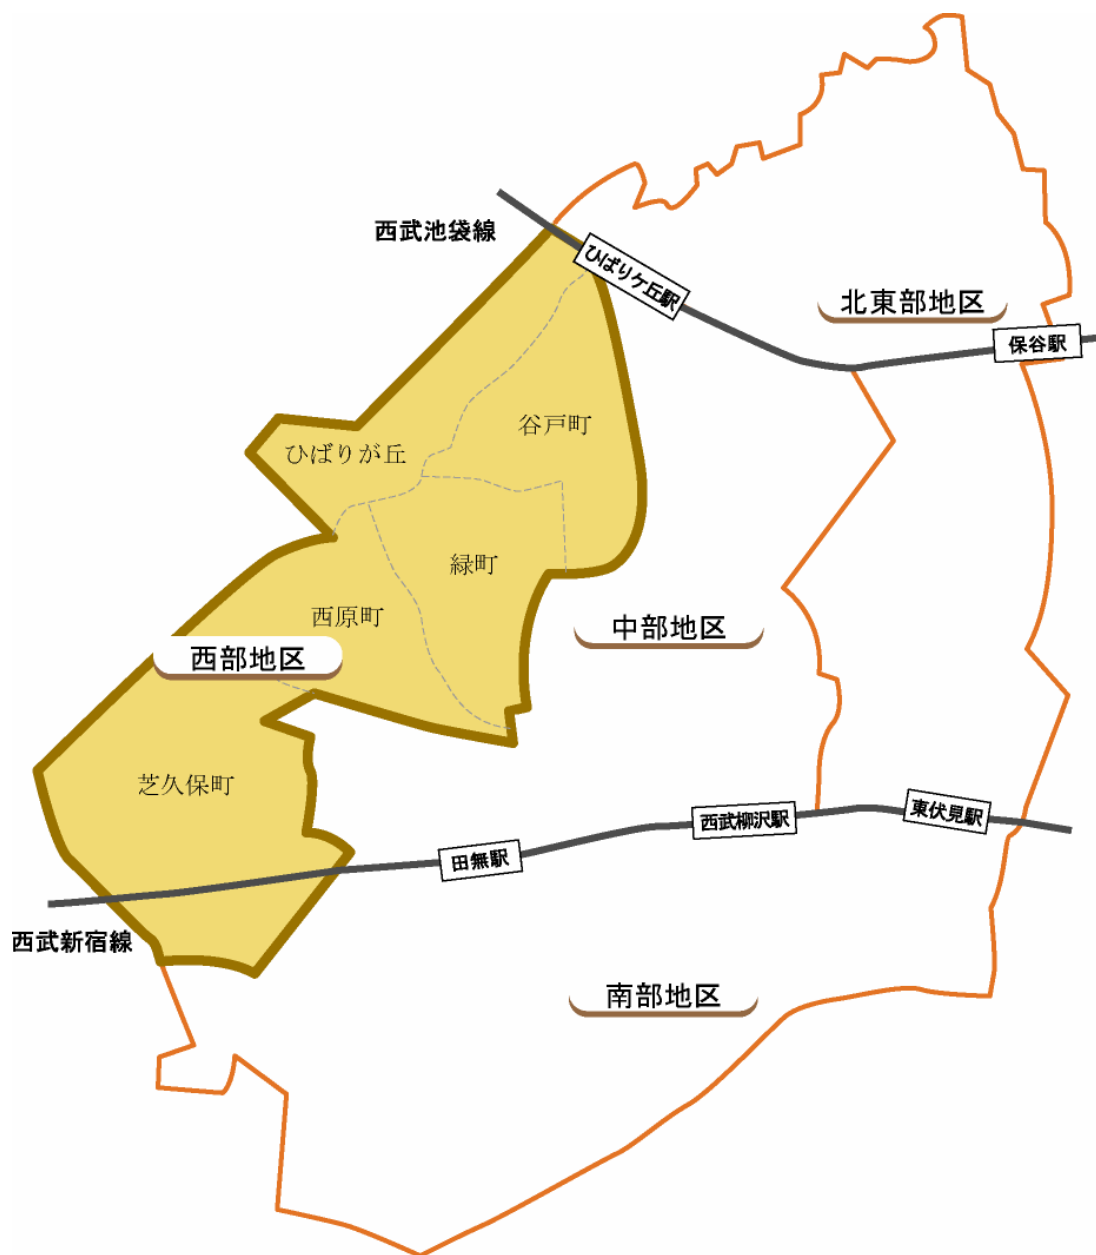 西武池袋線
ひばりケ丘駅
北東部地区
保谷駅
谷戸町
ひばりが丘
緑町
西原町
中部地区
西部地区
芝久保町
東伏見駅
西武柳沢駅
田無駅
西武新宿線
南部地区